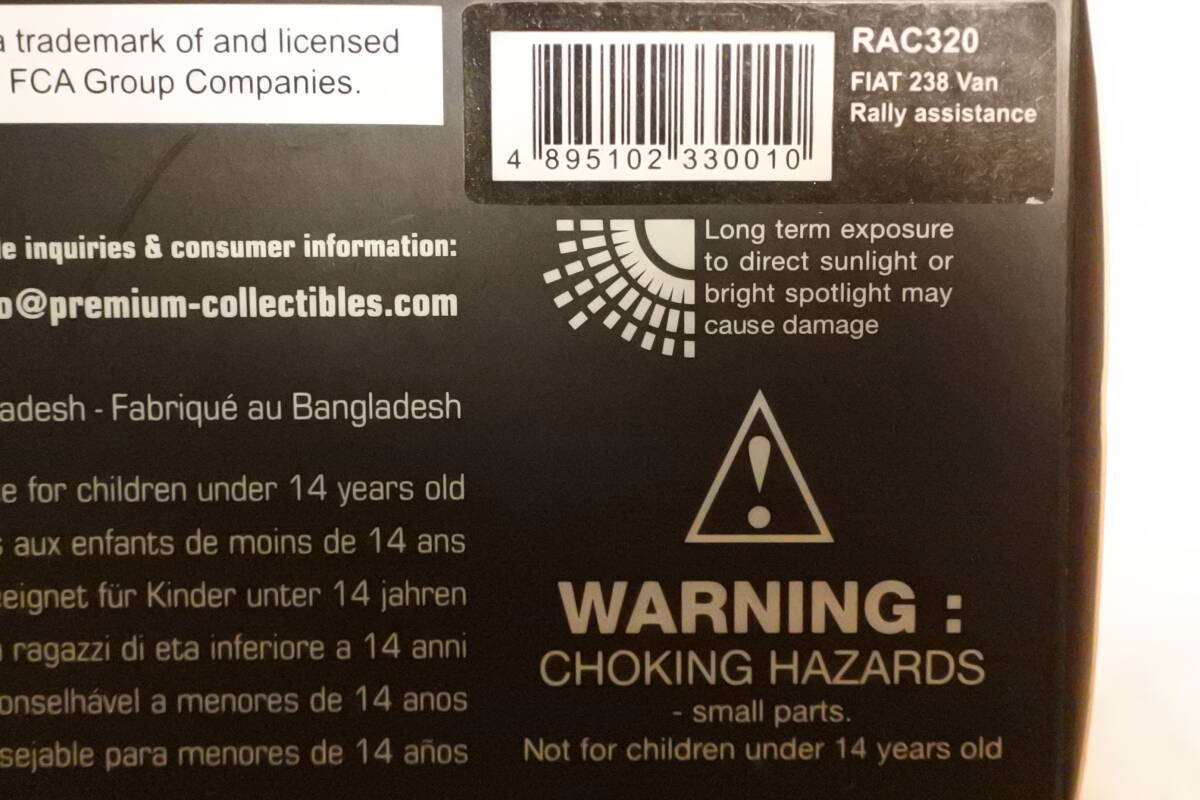 a trademark of and licensed
FCA Group Companies.
RAC320
FIAT 238 Van
Rally assistance
4 895102 330010
inquiries & consumer information:
@premium-collectibles.com
Long term exposure
to direct sunlight or
bright spotlight may
cause damage
adesh - Fabriqué au Bangladesh
e for children under 14 years old
s aux enfants de moins de 14 ans
eignet für Kinder unter 14 jahren
ragazzi di eta inferiore a 14 anni
onselhável a menores de 14 anos
sejable para menores de 14 años
WARNING :
CHOKING HAZARDS
- small parts.
Not for children under 14 years old